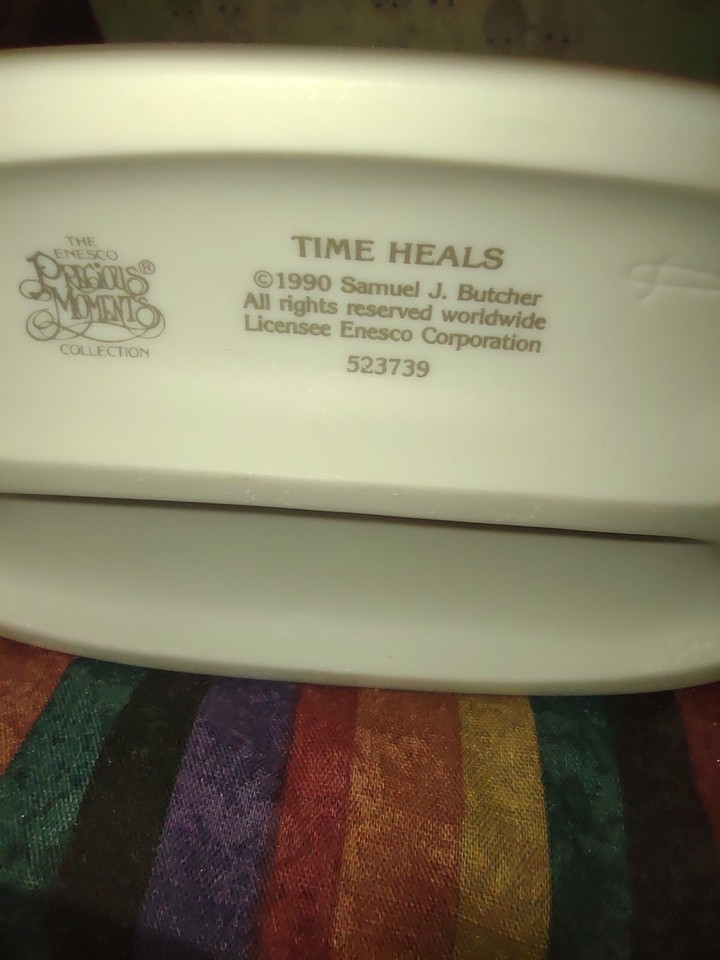 THE
ENESCO
PRECIOUS®
MOMENTS
COLLECTION
TIME HEALS
©1990 Samuel J. Butcher
All rights reserved worldwide
Licensee Enesco Corporation
523739